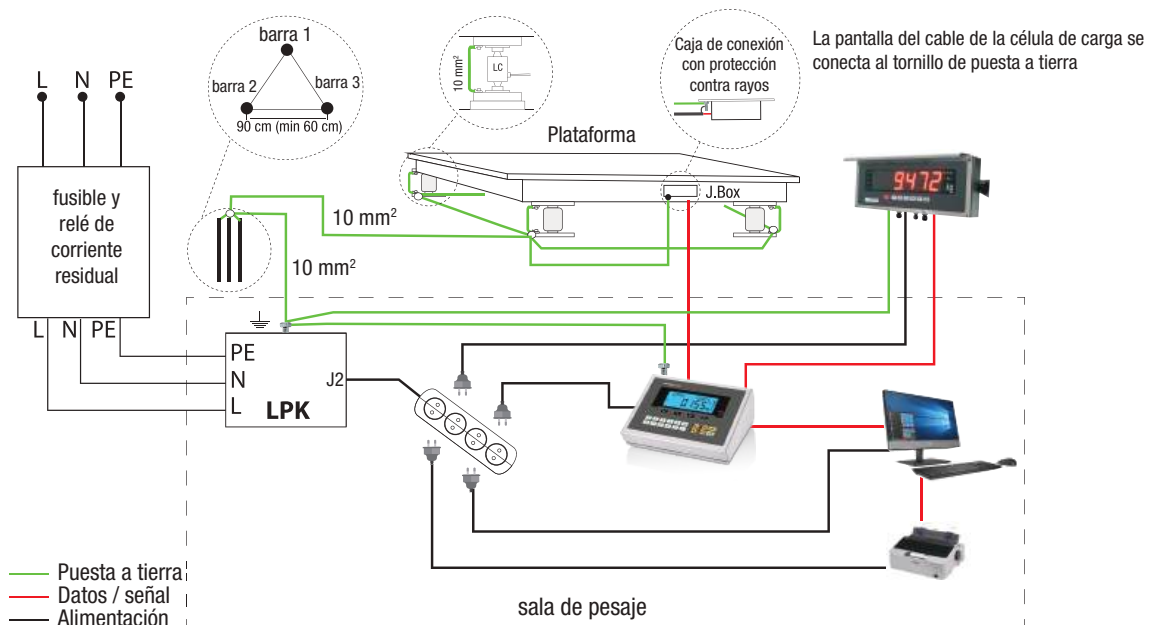 barra 1
barra 2
barra 3
90 cm (min 60 cm)
L N PE
fusible y
relé de
corriente
residual
L N PE
10 mm²
LC
Caja de conexión
con protección
contra rayos
La pantalla del cable de la célula de carga se
conecta al tornillo de puesta a tierra
Plataforma
J.Box
9472
10 mm²
10 mm²
PE
N
L
J2
LPK
Puesta a tierra
Datos / señal
Alimentación
sala de pesaje